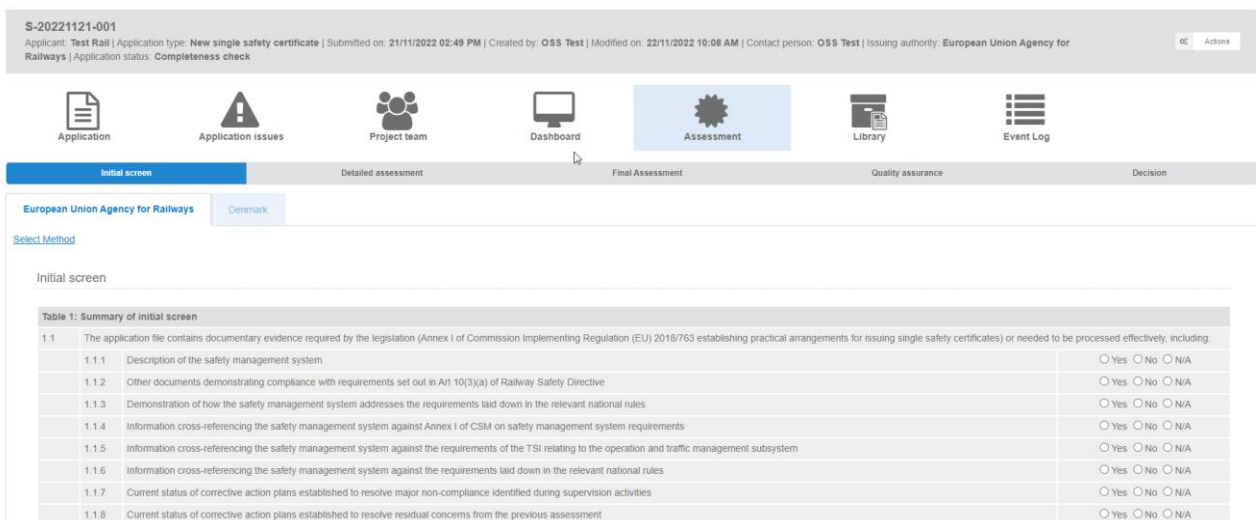 S-20221121-001
Applicant: Test Rail | Application type: New single safety certificate | Submitted on: 21/11/2022 02:49 PM | Created by: OSS Test | Modified on: 22/11/2022 10:08 AM | Contact person: OSS Test | Issuing authority: European Union Agency for
Railways | Application status: Completeness check
Actions
Application
Application issues
Project team
Dashboard
Assessment
Library
Event Log
Initial screen
Detailed assessment
Final Assessment
Quality assurance
Decision
European Union Agency for Railways
Denmark
Select Method
Initial screen
Table 1: Summary of initial screen
1.1 The application file contains documentary evidence required by the legislation (Annex I of Commission Implementing Regulation (EU) 2018/763 establishing practical arrangements for issuing single safety certificates) or needed to be processed effectively, including:
1.1.1 Description of the safety management system Yes No N/A
1.1.2 Other documents demonstrating compliance with requirements set out in Art 10(3)(a) of Railway Safety Directive Yes No N/A
1.1.3 Demonstration of how the safety management system addresses the requirements laid down in the relevant national rules Yes No N/A
1.1.4 Information cross-referencing the safety management system against Annex I of CSM on safety management system requirements Yes No N/A
1.1.5 Information cross-referencing the safety management system against the requirements of the TSI relating to the operation and traffic management subsystem Yes No N/A
1.1.6 Information cross-referencing the safety management system against the requirements laid down in the relevant national rules Yes No N/A
1.1.7 Current status of corrective action plans established to resolve major non-compliance identified during supervision activities Yes No N/A
1.1.8 Current status of corrective action plans established to resolve residual concerns from the previous assessment Yes No N/A